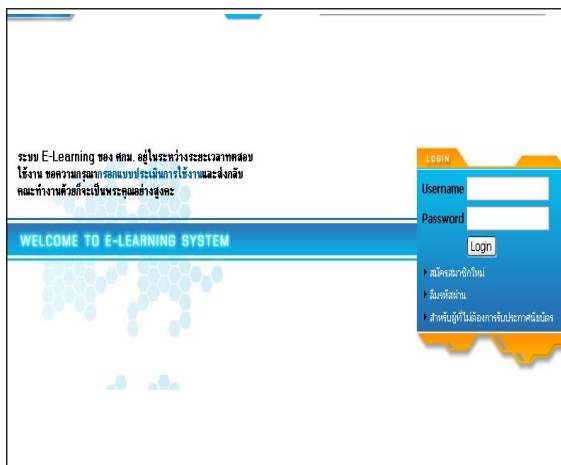 ระบบ E-Learning ของ ศกม. อยู่ในระหว่างระยะเวลาทดสอบ
ใช้งาน ขอความกรุณากรอกแบบประเมินการใช้งานและส่งกลับ
คณะทำงานด้วยก็จะเป็นพระคุณอย่างสูงคะ
WELCOME TO E-LEARNING SYSTEM
LOGIN
Username
Password
Login
สมัครสมาชิกใหม่
ลืมรหัสผ่าน
สำหรับผู้ที่ไม่ต้องการรับประกาศนียบัตร